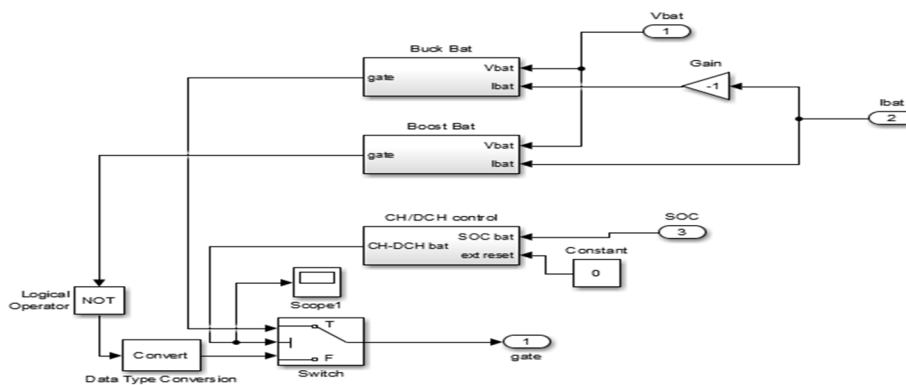 Vbat
1
Buck Bat
gate
Vbat
Ibat
Gain
-1
Ibat
2
Boost Bat
gate
Vbat
Ibat
CH/DCH control
CH-DCH bat
SOC bat
ext reset
SOC
3
Constant
0
Logical
Operator
NOT
Scope1
Convert
Data Type Conversion
T
F
Switch
1
gate